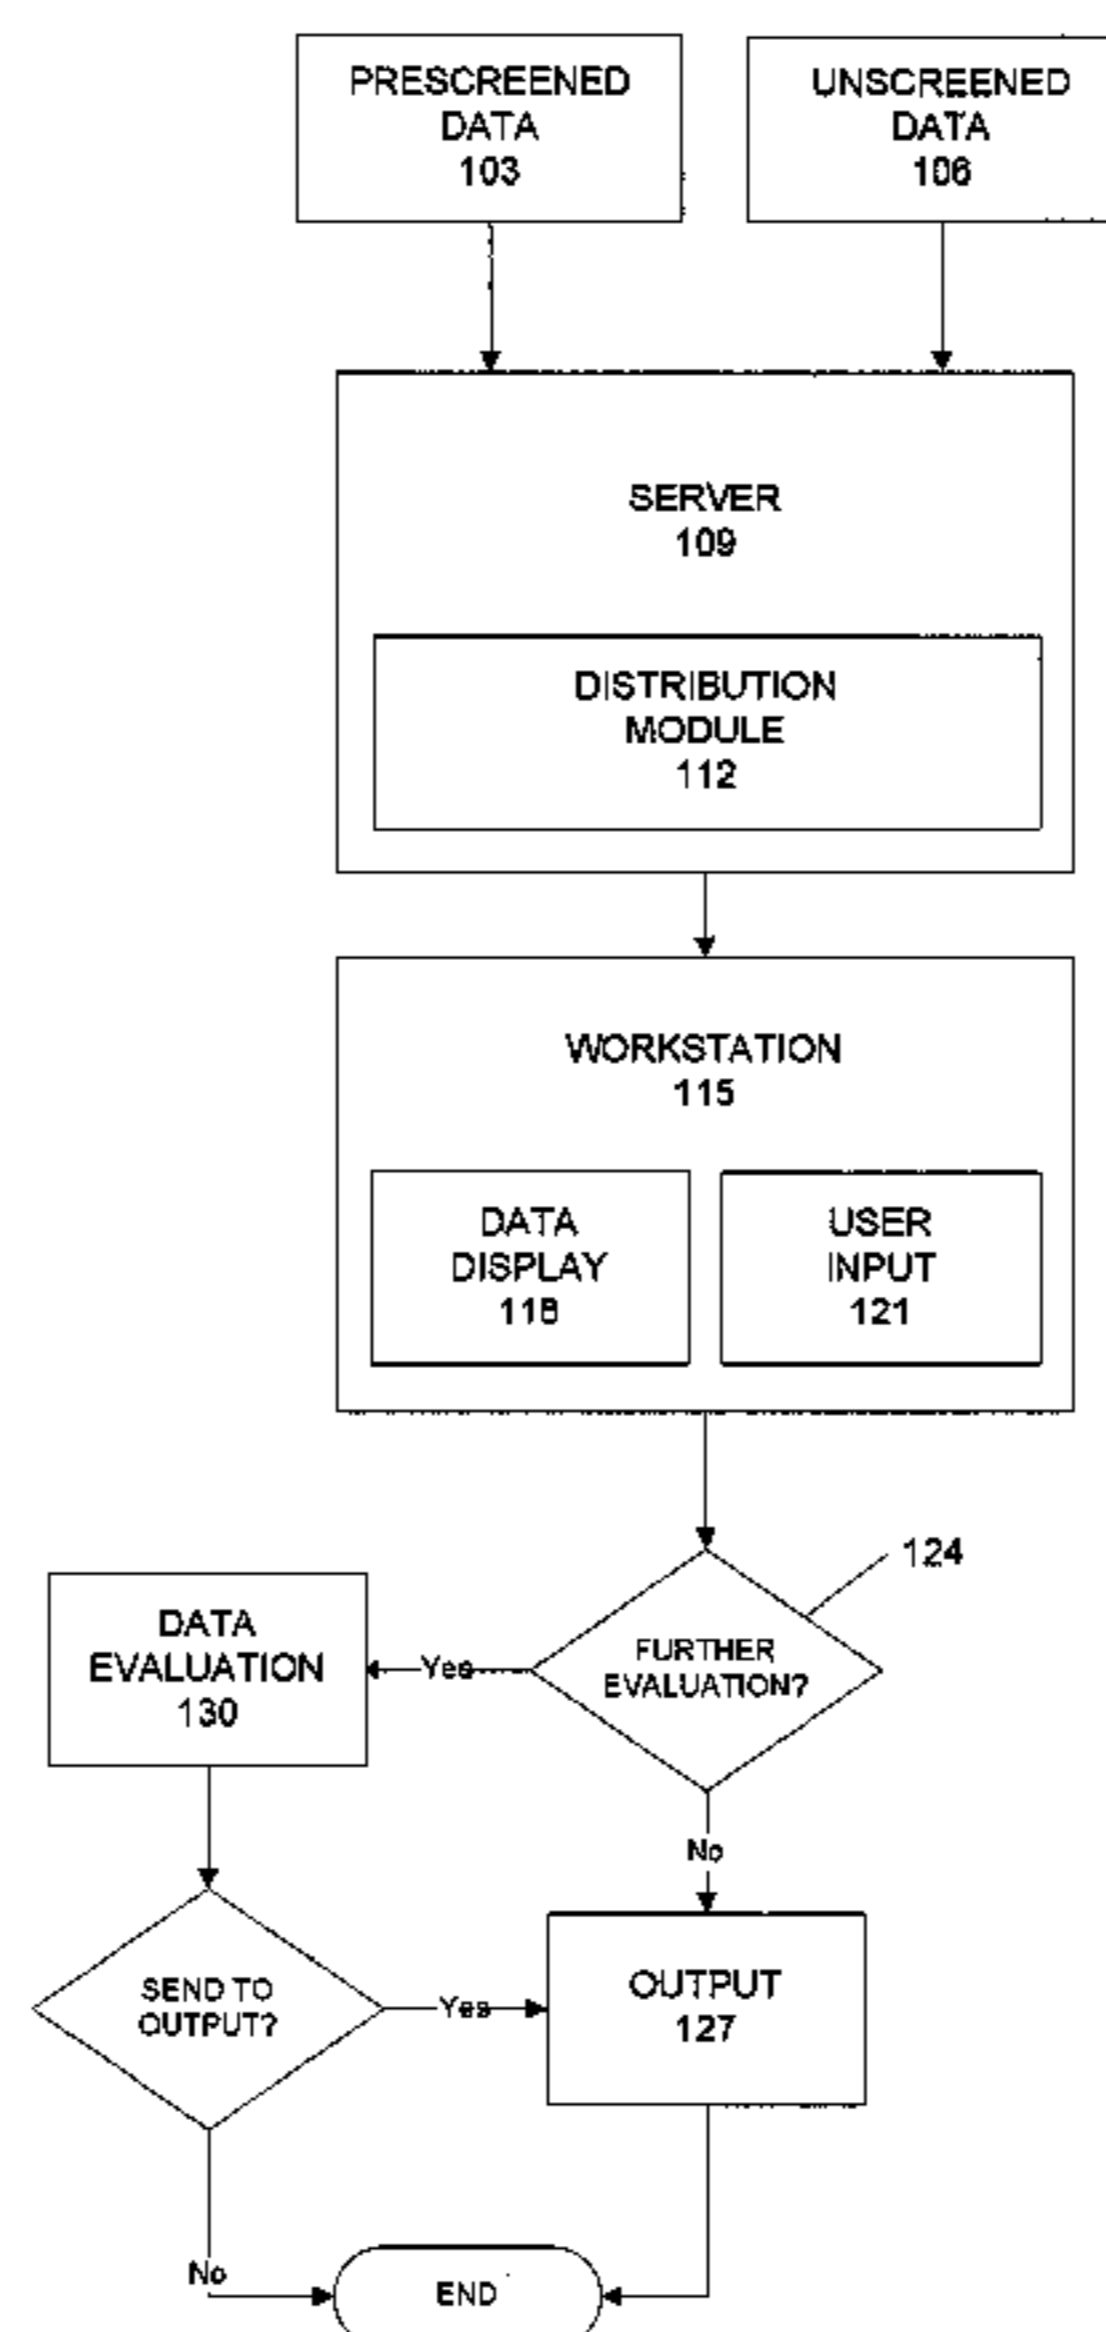 PRESCREENED
DATA
103
UNSCREENED
DATA
106
SERVER
109
DISTRIBUTION
MODULE
112
WORKSTATION
115
DATA
DISPLAY
118
USER
INPUT
121
124
FURTHER
EVALUATION?
Yes
DATA
EVALUATION
130
No
SEND TO
OUTPUT?
Yes
OUTPUT
127
No
END